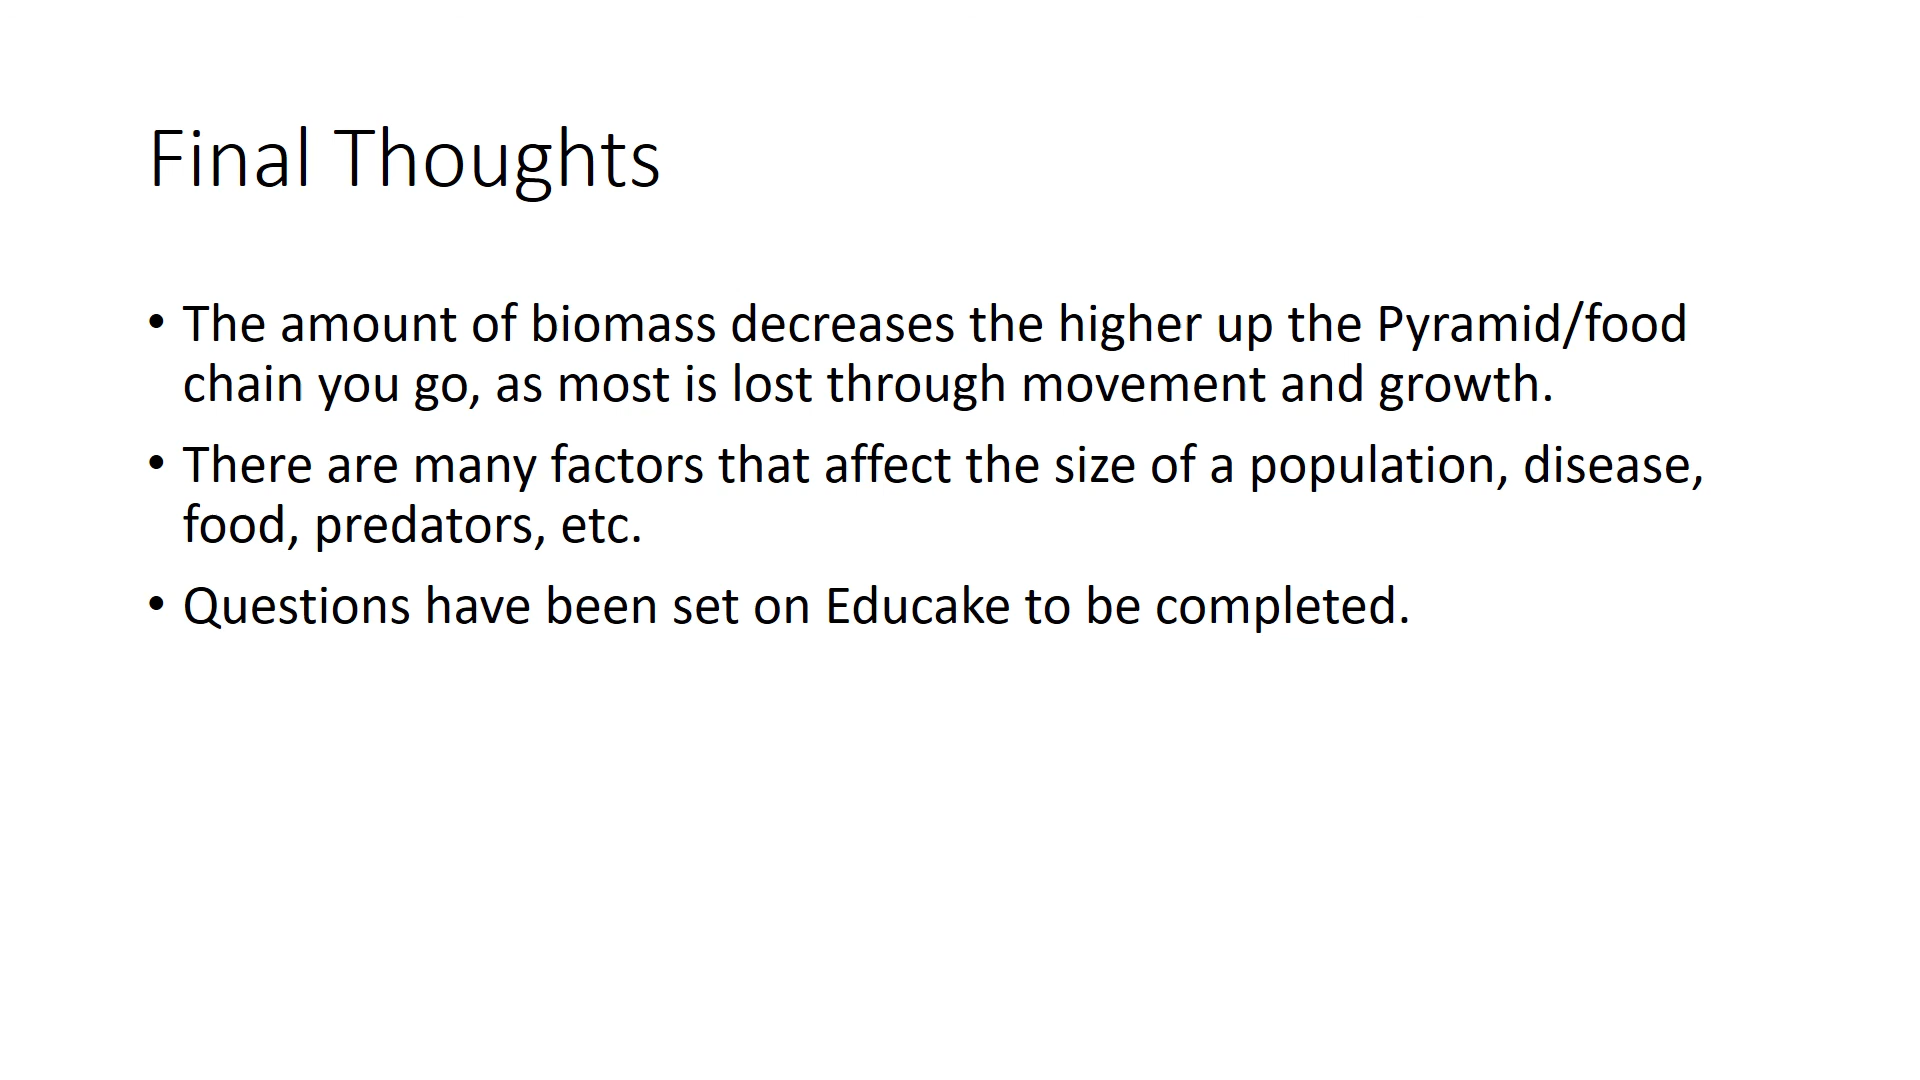 Final Thoughts
• The amount of biomass decreases the higher up the Pyramid/food
chain you go, as most is lost through movement and growth.
• There are many factors that affect the size of a population, disease,
food, predators, etc.
• Questions have been set on Educake to be completed.